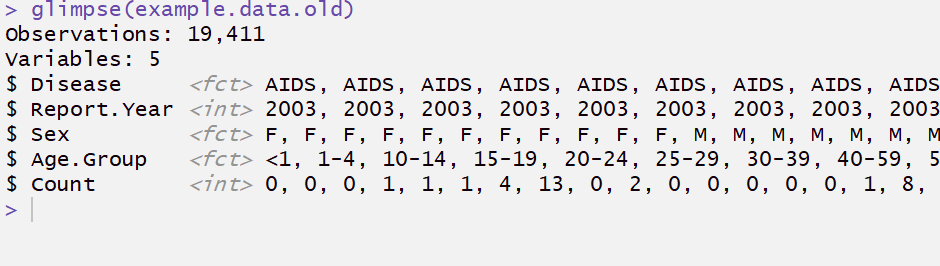 > glimpse(example.data.old)
Observations: 19,411
Variables: 5
$ Disease <fct> AIDS, AIDS, AIDS, AIDS, AIDS, AIDS, AIDS, AIDS, AIDS
$ Report.Year <int> 2003, 2003, 2003, 2003, 2003, 2003, 2003, 2003, 2003
$ Sex <fct> F, F, F, F, F, F, F, F, F, F, F, M, M, M, M, M, M, M
$ Age.Group <fct> <1, 1-4, 10-14, 15-19, 20-24, 25-29, 30-39, 40-59, 5
$ Count <int> 0, 0, 0, 1, 1, 1, 4, 13, 0, 2, 0, 0, 0, 0, 0, 1, 8,
>